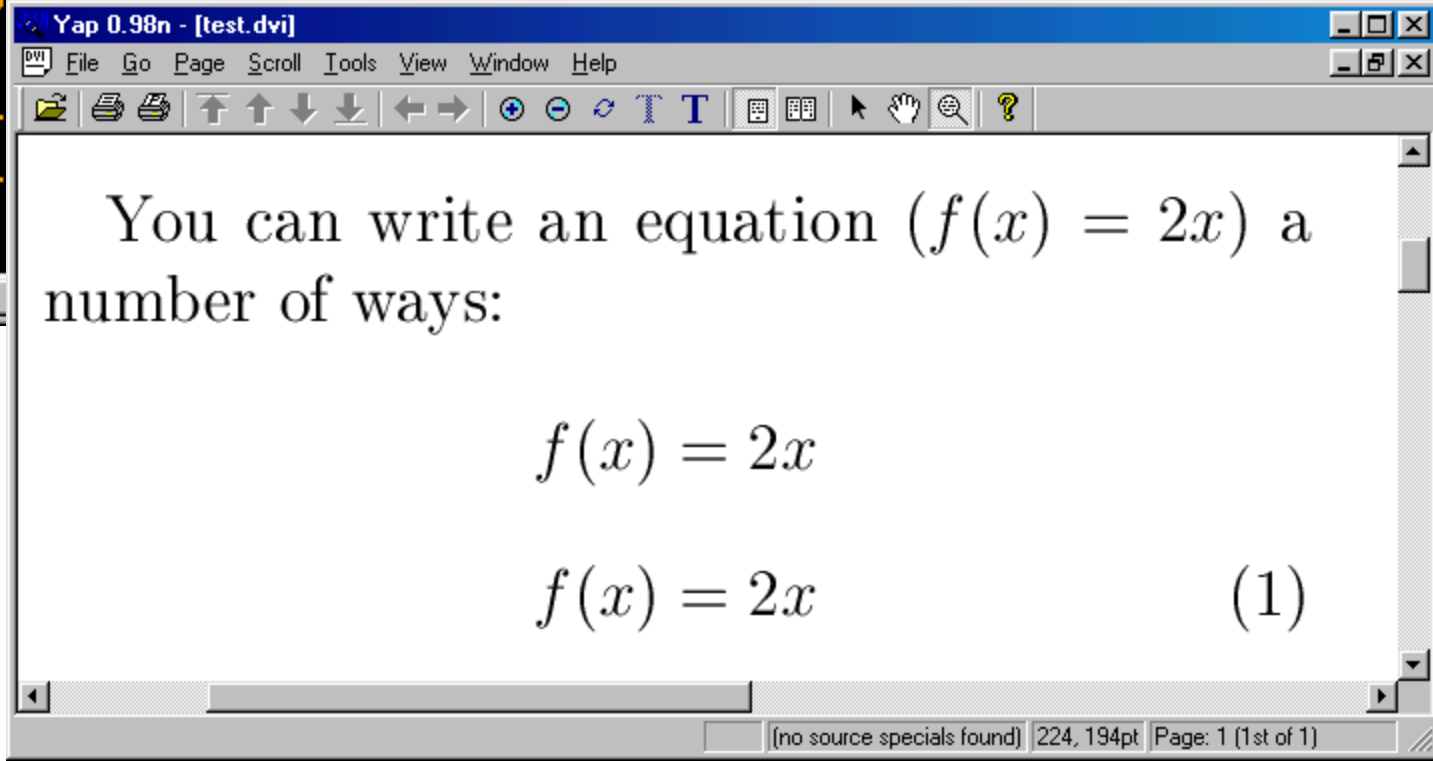 Yap 0.98n - [test.dvi]
DVI File Go Page Scroll Tools View Window Help
T T ?
You can write an equation (f(x) = 2x) a
number of ways:
f(x) = 2x
f(x) = 2x (1)
(no source specials found) 224, 194pt Page: 1 (1st of 1)